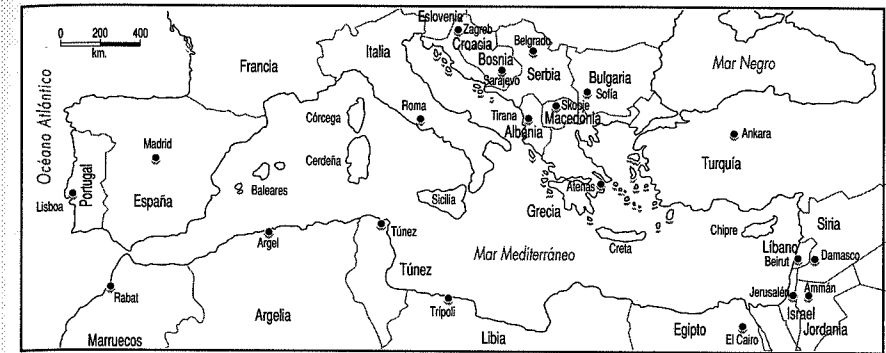 Eslovenia
Zagreb
Croacia
Belgrado
0 200 400
km.
Italia
Bosnia
Francia
Serbia
Bulgaria
Mar Negro
Sarajevo
Sofía
Océano Atlántico
Córcega
Roma
Skopje
Tirana
Macedonia
Albania
Madrid
Ankara
Cerdeña
Turquía
Portugal
Baleares
Atenas
España
Lisboa
Sicilia
Grecia
Siria
Chipre
Argel
Túnez
Creta
Líbano
Mar Mediterráneo
Beirut
Damasco
Túnez
Jerusalén
Ammán
Rabat
Argelia
Trípoli
Israel
Marruecos
Libia
Egipto
El Cairo
Jordania